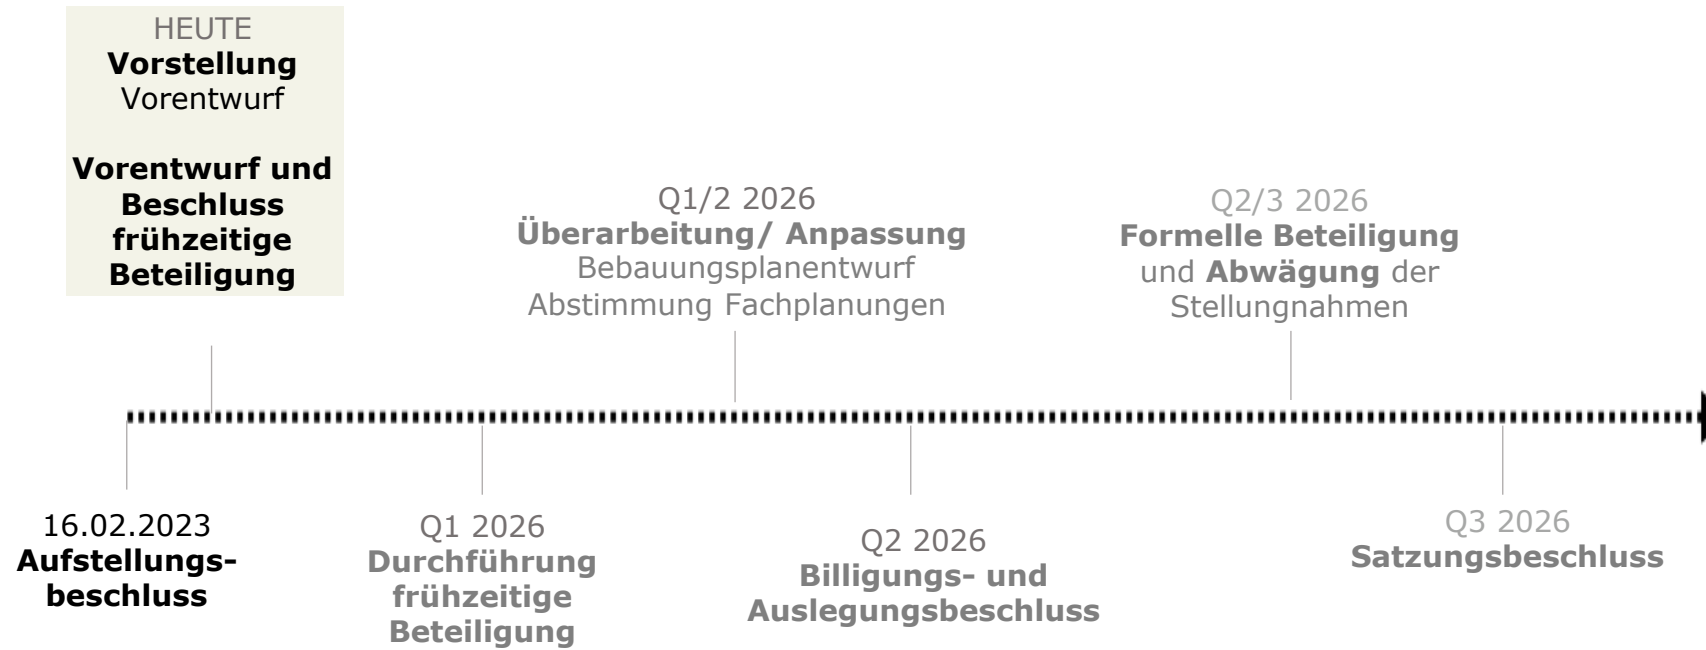 HEUTE
Vorstellung
Vorentwurf
Vorentwurf und
Beschluss
frühzeitige
Beteiligung
Q1/2 2026
Überarbeitung/ Anpassung
Bebauungsplanentwurf
Abstimmung Fachplanungen
Q2/3 2026
Formelle Beteiligung
und Abwägung der
Stellungnahmen
16.02.2023
Aufstellungs-
beschluss
Q1 2026
Durchführung
frühzeitige
Beteiligung
Q2 2026
Billigungs- und
Auslegungsbeschluss
Q3 2026
Satzungsbeschluss